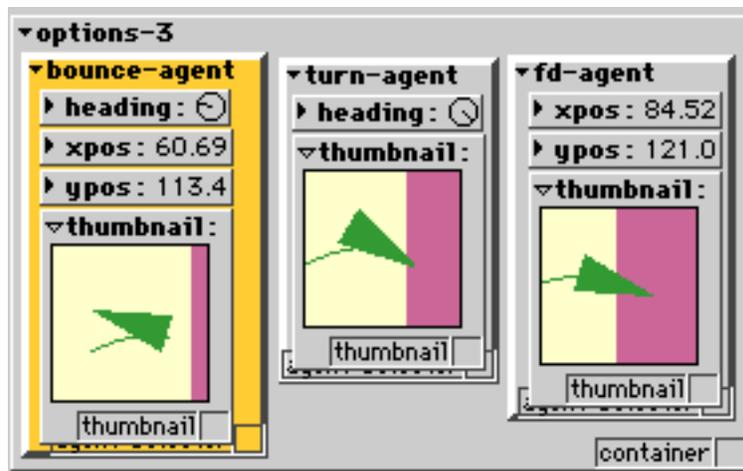 options-3
bounce-agent
heading:
xpos: 60.69
ypos: 113.4
thumbnail:
thumbnail
turn-agent
heading:
thumbnail:
thumbnail
fd-agent
xpos: 84.52
ypos: 121.0
thumbnail:
thumbnail
container